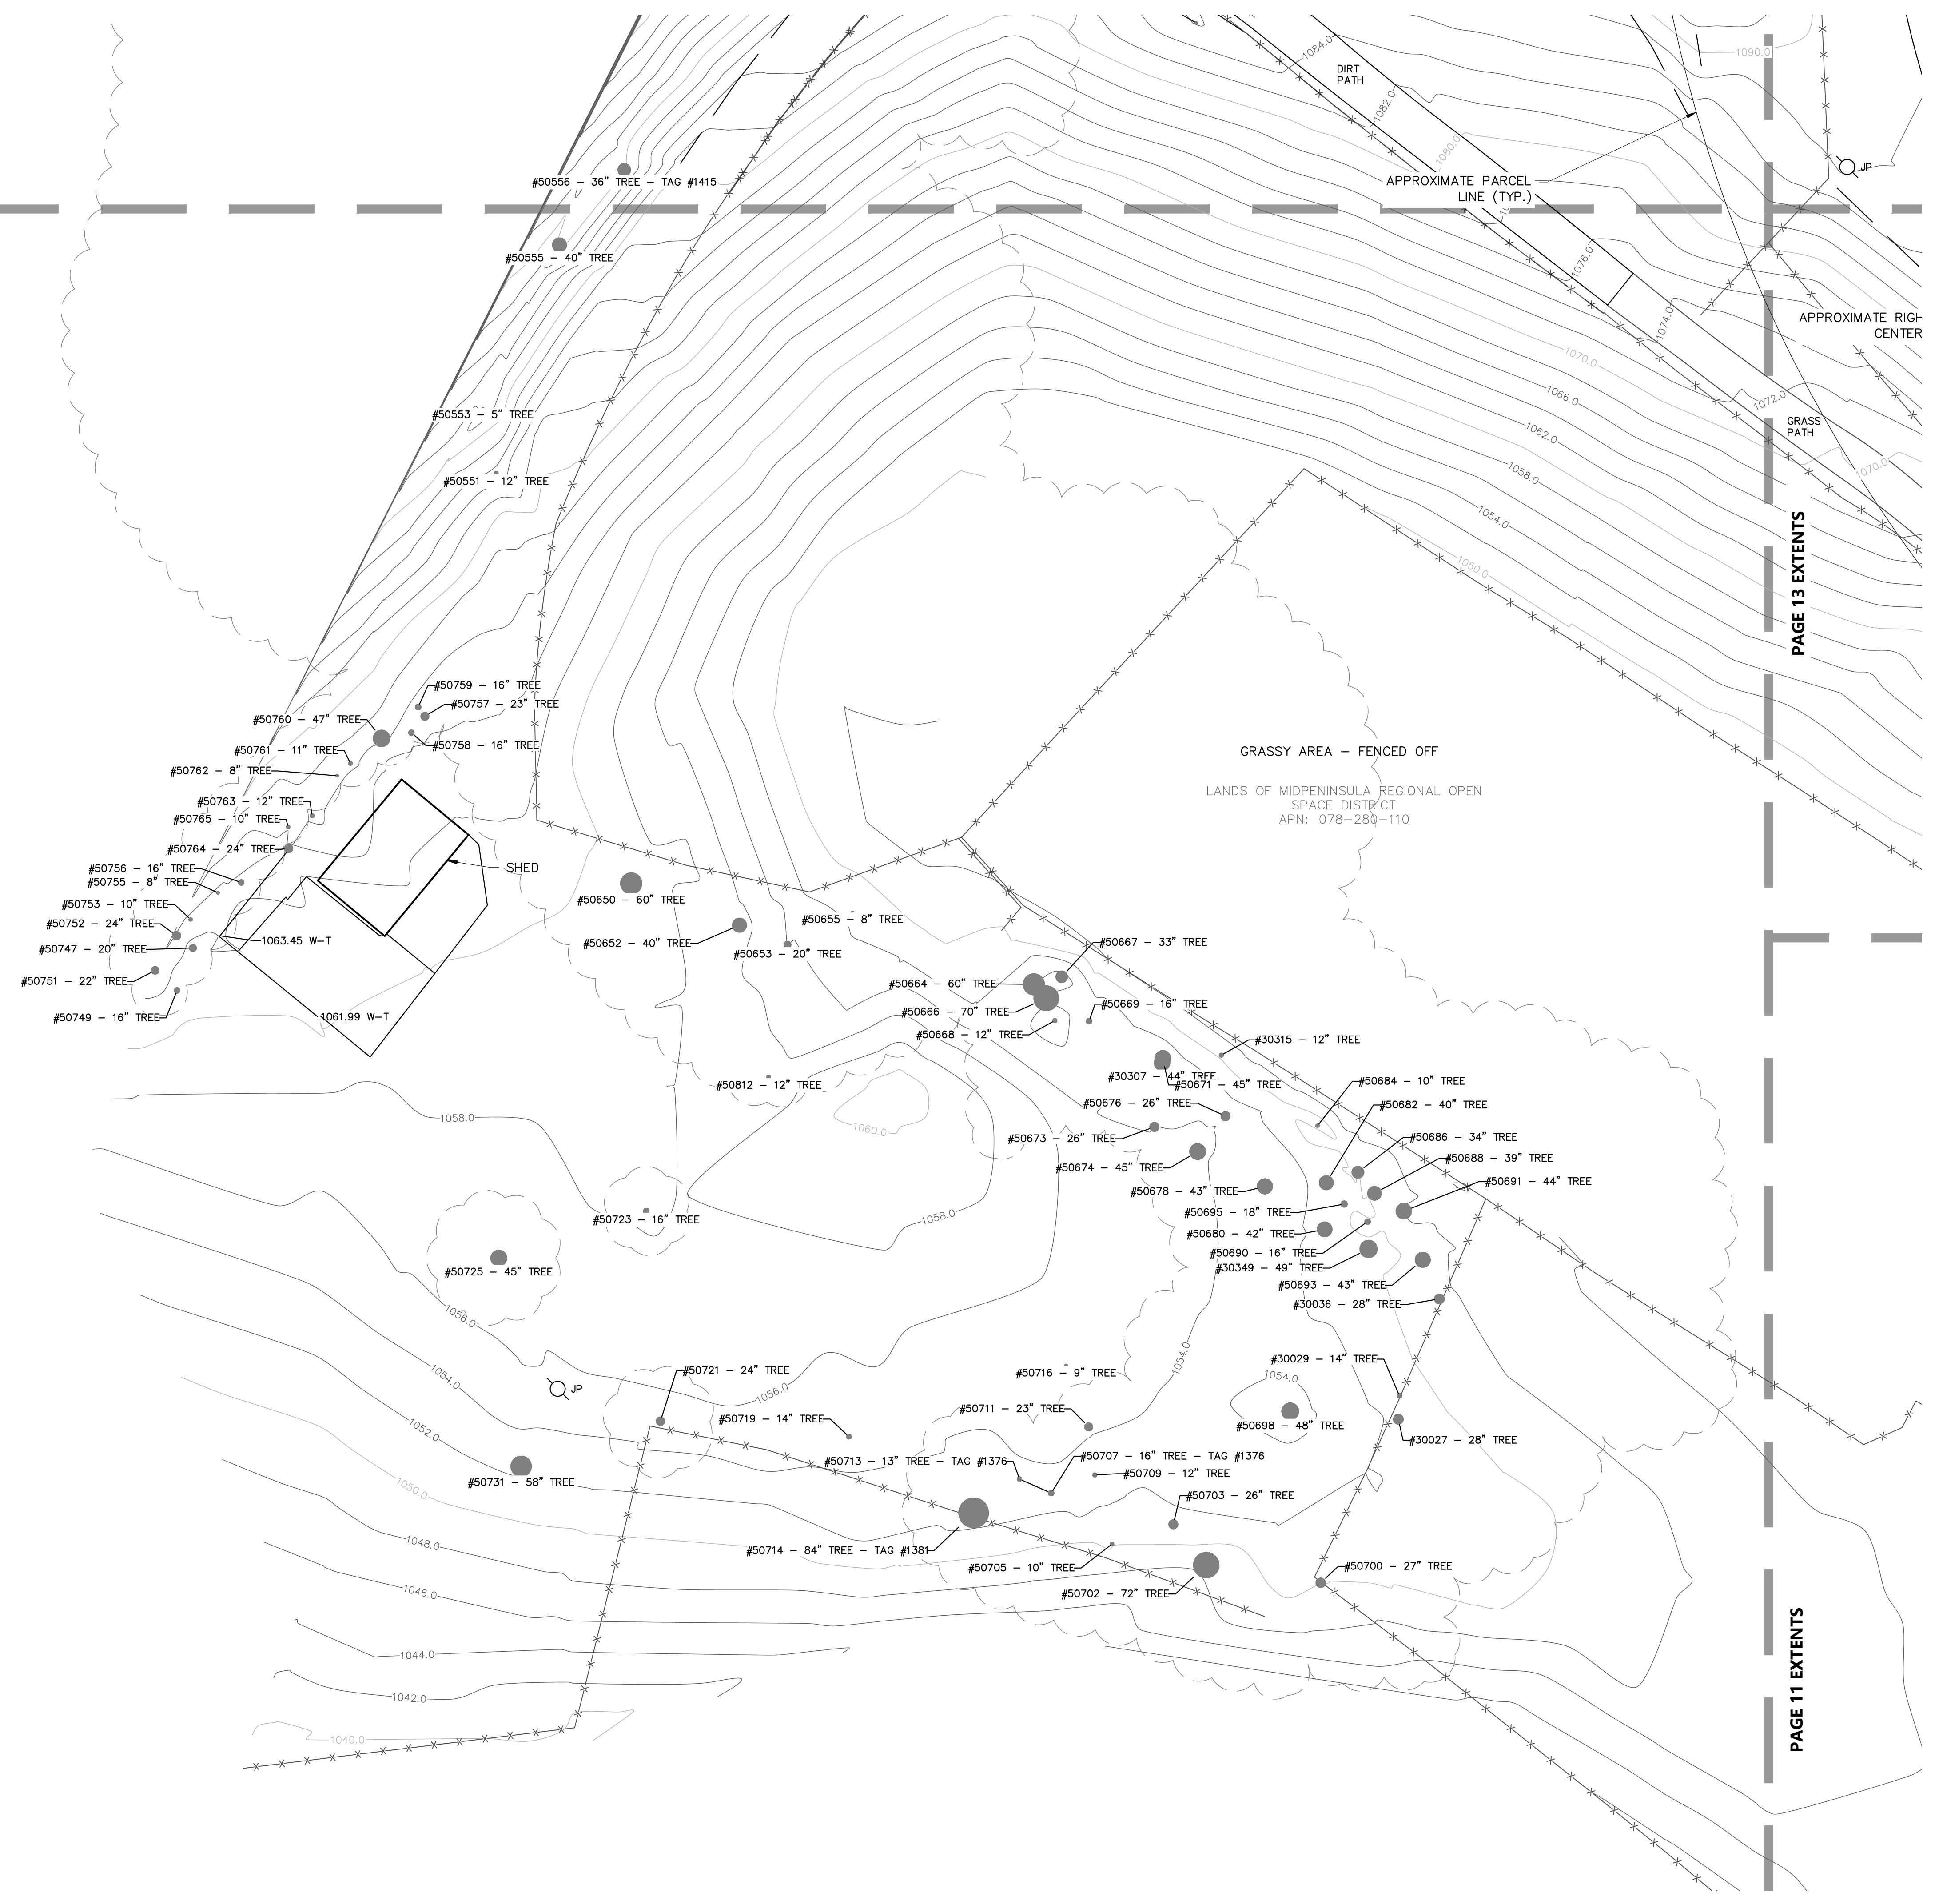 1084.0
DIRT
PATH
1090.0
1082.0
1080.0
JP
#50556 – 36" TREE – TAG #1415
APPROXIMATE PARCEL
LINE (TYP.)
#50555 – 40" TREE
1076.0
1074.0
APPROXIMATE RIGH
CENTER
1070.0
1066.0
1072.0
#50553 – 5" TREE
GRASS
PATH
1062.0
1070.0
1058.0
#50551 – 12" TREE
1054.0
1050.0
PAGE 13 EXTENTS
#50759 – 16" TREE
#50757 – 23" TREE
#50760 – 47" TREE
#50758 – 16" TREE
#50761 – 11" TREE
#50762 – 8" TREE
GRASSY AREA – FENCED OFF
LANDS OF MIDPENINSULA REGIONAL OPEN
SPACE DISTRICT
APN: 078-280-110
#50763 – 12" TREE
#50765 – 10" TREE
#50764 – 24" TREE
SHED
#50756 – 16" TREE
#50755 – 8" TREE
#50753 – 10" TREE
#50752 – 24" TREE
#50747 – 20" TREE
1063.45 W-T
#50751 – 22" TREE
#50749 – 16" TREE
1061.99 W-T
#50650 – 60" TREE
#50655 – 8" TREE
#50652 – 40" TREE
#50653 – 20" TREE
#50667 – 33" TREE
#50664 – 60" TREE
#50669 – 16" TREE
#50666 – 70" TREE
#50668 – 12" TREE
#30315 – 12" TREE
#30307 – 44" TREE
#50671 – 45" TREE
#50812 – 12" TREE
#50684 – 10" TREE
#50676 – 26" TREE
#50682 – 40" TREE
1058.0
1060.0
#50673 – 26" TREE
#50686 – 34" TREE
#50674 – 45" TREE
#50688 – 39" TREE
#50678 – 43" TREE
#50691 – 44" TREE
#50695 – 18" TREE
#50723 – 16" TREE
1058.0
#50680 – 42" TREE
#50690 – 16" TREE
#30349 – 49" TREE
#50725 – 45" TREE
#50693 – 43" TREE
#30036 – 28" TREE
1056.0
1054.0
#30029 – 14" TREE
1054.0
#50721 – 24" TREE
#50716 – 9" TREE
1054.0
JP
1056.0
#50711 – 23" TREE
#50719 – 14" TREE
#50698 – 48" TREE
1052.0
#30027 – 28" TREE
#50707 – 16" TREE – TAG #1376
#50713 – 13" TREE – TAG #1376
#50709 – 12" TREE
#50731 – 58" TREE
1050.0
#50703 – 26" TREE
1048.0
#50714 – 84" TREE – TAG #1381
#50705 – 10" TREE
#50700 – 27" TREE
1046.0
#50702 – 72" TREE
1044.0
PAGE 11 EXTENTS
1042.0
1040.0